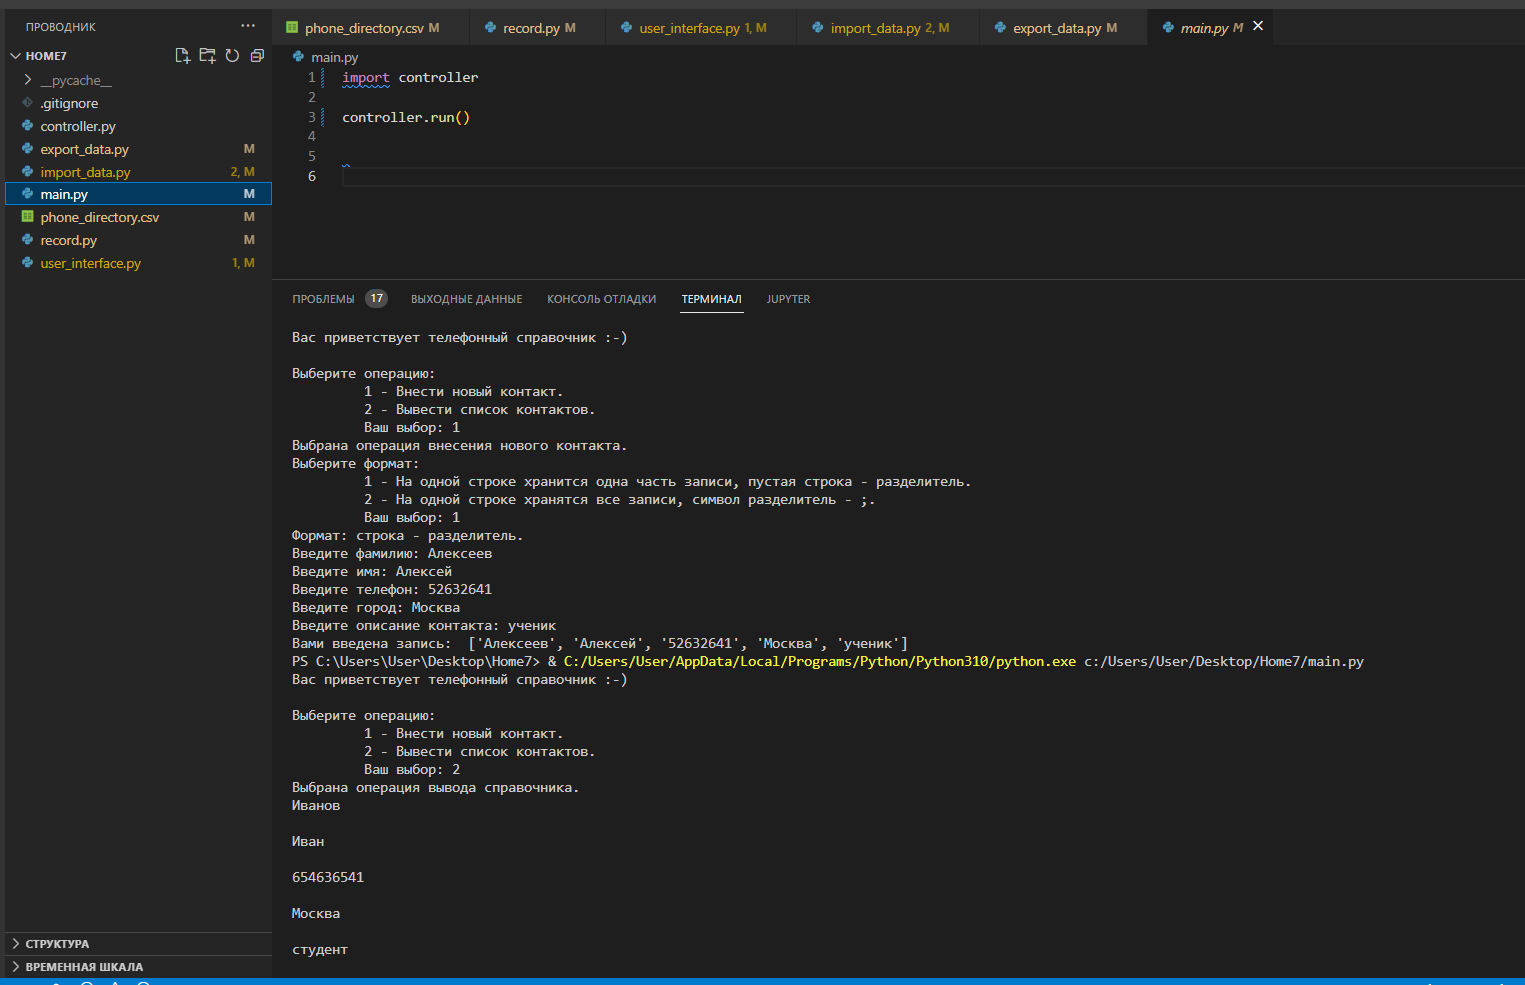 ПРОВОДНИК ···
HOME7
__pycache__
.gitignore
controller.py
export_data.py M
import_data.py 2, M
main.py M
phone_directory.csv M
record.py M
user_interface.py 1, M
СТРУКТУРА
ВРЕМЕННАЯ ШКАЛА
phone_directory.csv M record.py M user_interface.py 1, M import_data.py 2, M export_data.py M main.py M
main.py
1 import controller
2
3 controller.run()
4
5
6
ПРОБЛЕМЫ 17 ВЫХОДНЫЕ ДАННЫЕ КОНСОЛЬ ОТЛАДКИ ТЕРМИНАЛ JUPYTER
Вас приветствует телефонный справочник :-)
Выберите операцию:
1 - Внести новый контакт.
2 - Вывести список контактов.
Ваш выбор: 1
Выбрана операция внесения нового контакта.
Выберите формат:
1 - На одной строке хранится одна часть записи, пустая строка - разделитель.
2 - На одной строке хранятся все записи, символ разделитель - ;.
Ваш выбор: 1
Формат: строка - разделитель.
Введите фамилию: Алексеев
Введите имя: Алексей
Введите телефон: 52632641
Введите город: Москва
Введите описание контакта: ученик
Вами введена запись:  ['Алексеев', 'Алексей', '52632641', 'Москва', 'ученик']
PS C:\Users\User\Desktop\Home7> & C:/Users/User/AppData/Local/Programs/Python/Python310/python.exe c:/Users/User/Desktop/Home7/main.py
Вас приветствует телефонный справочник :-)
Выберите операцию:
1 - Внести новый контакт.
2 - Вывести список контактов.
Ваш выбор: 2
Выбрана операция вывода справочника.
Иванов
Иван
654636541
Москва
студент